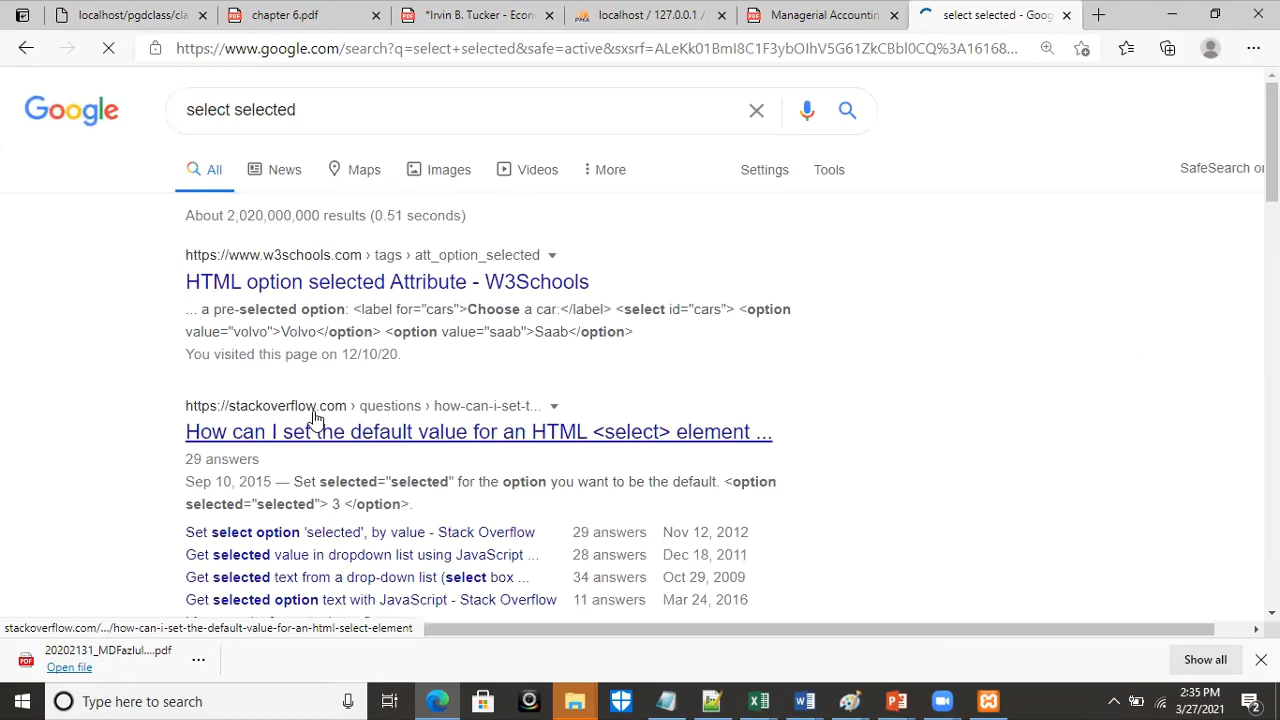 localhost/pgdclass/cla
chapter 6.pdf
*Irvin B. Tucker - Econ
localhost / 127.0.0.1 /
Managerial Accountin
select selected - Goog
https://www.google.com/search?q=select+selected&safe=active&sxsrf=ALeKk01BmI8C1F3ybOIhV5G61ZkCBbl0CQ%3A16168...
Google
select selected
All
News
Maps
Images
Videos
More
Settings
Tools
SafeSearch on
About 2,020,000,000 results (0.51 seconds)
https://www.w3schools.com › tags › att_option_selected
HTML option selected Attribute - W3Schools
... a pre-selected option: <label for="cars">Choose a car:</label> <select id="cars"> <option
value="volvo">Volvo</option> <option value="saab">Saab</option>
You visited this page on 12/10/20.
https://stackoverflow.com › questions › how-can-i-set-t...
How can I set the default value for an HTML <select> element ...
29 answers
Sep 10, 2015 — Set selected="selected" for the option you want to be the default. <option
selected="selected"> 3 </option>.
Set select option 'selected', by value - Stack Overflow 29 answers Nov 12, 2012
Get selected value in dropdown list using JavaScript ... 28 answers Dec 18, 2011
Get selected text from a drop-down list (select box ... 34 answers Oct 29, 2009
Get selected option text with JavaScript - Stack Overflow 11 answers Mar 24, 2016
stackoverflow.com/.../how-can-i-set-the-default-value-for-an-html-select-element
20202131_MDFazlul....pdf
Open file
Show all
Type here to search
2:35 PM
3/27/2021
2